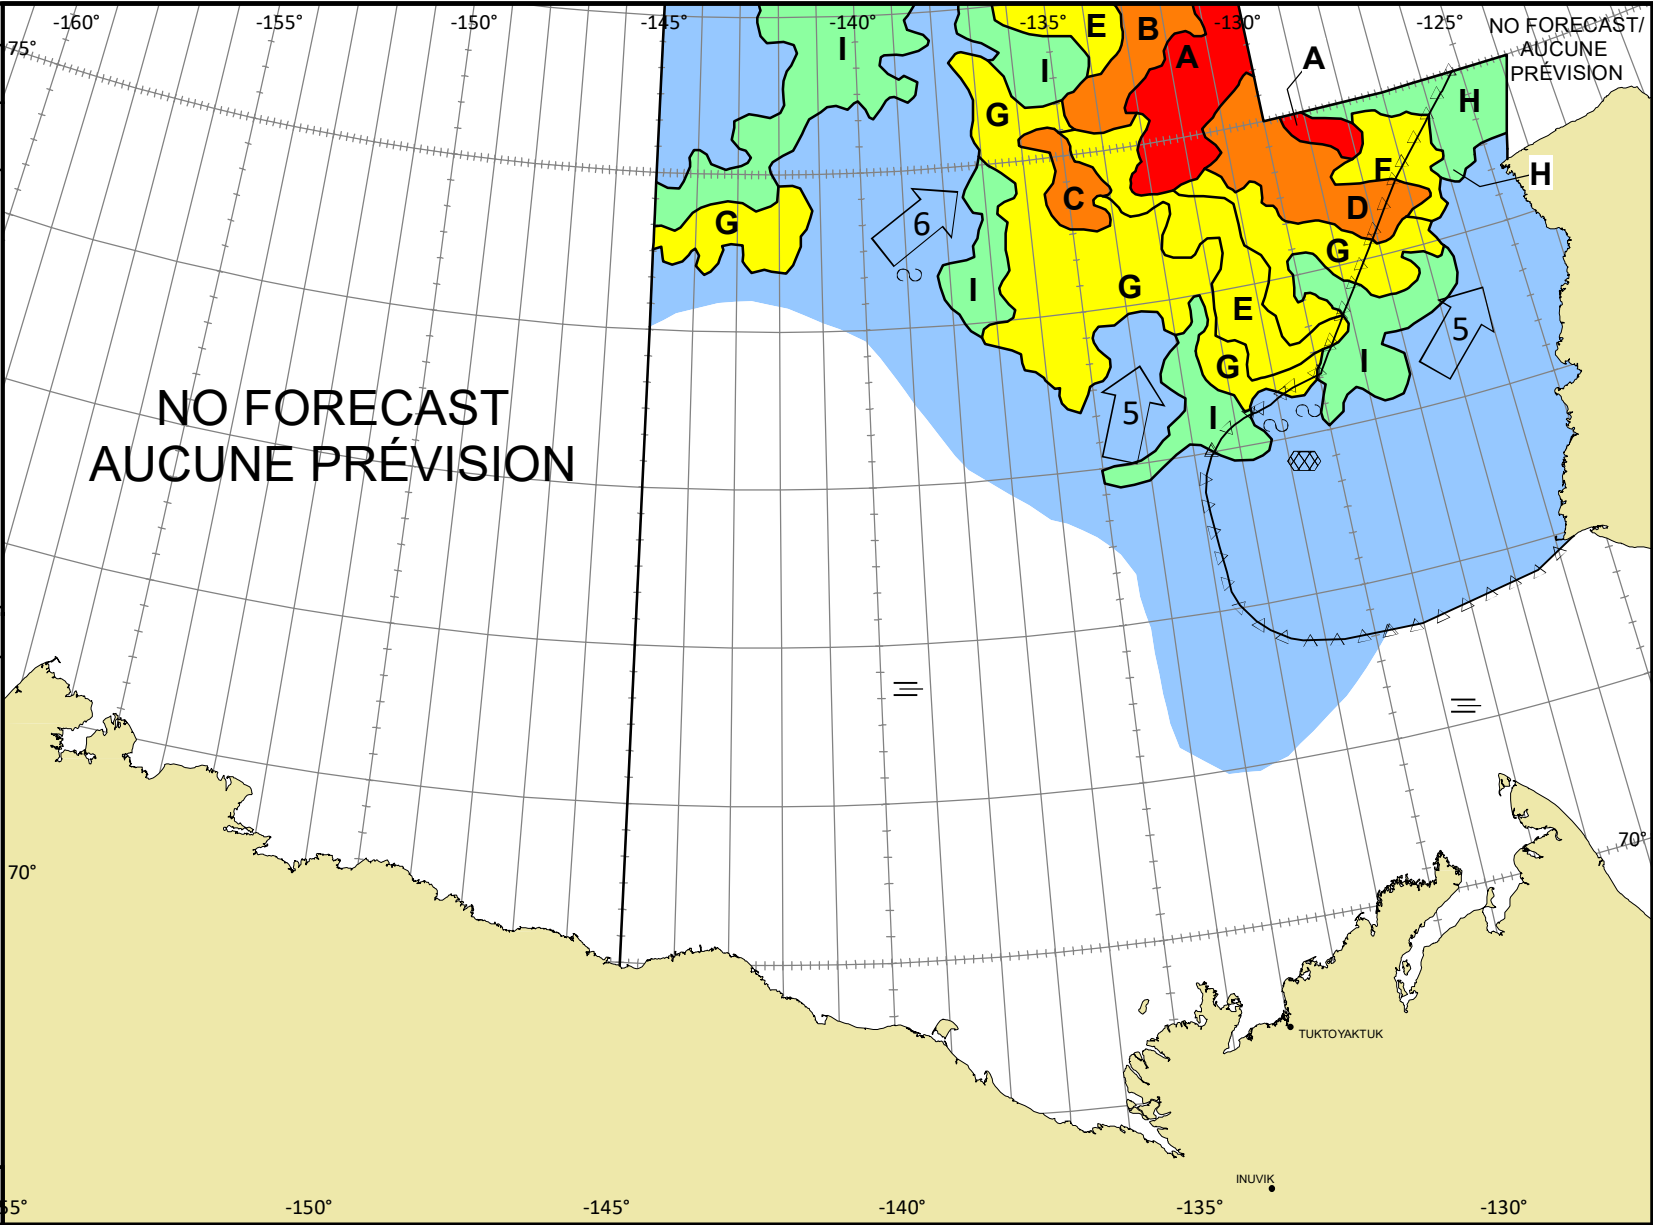 -160° -155° -150° -145° -140° -135° -130° -125°
NO FORECAST/
AUCUNE
PRÉVISION
75°
E B A A
I I H
G
F H
C D
G 6 G
I G E 5
G I
5 I
NO FORECAST
AUCUNE PRÉVISION
70° 70°
TUKTOYAKTUK
INUVIK
55° -150° -145° -140° -135° -130°